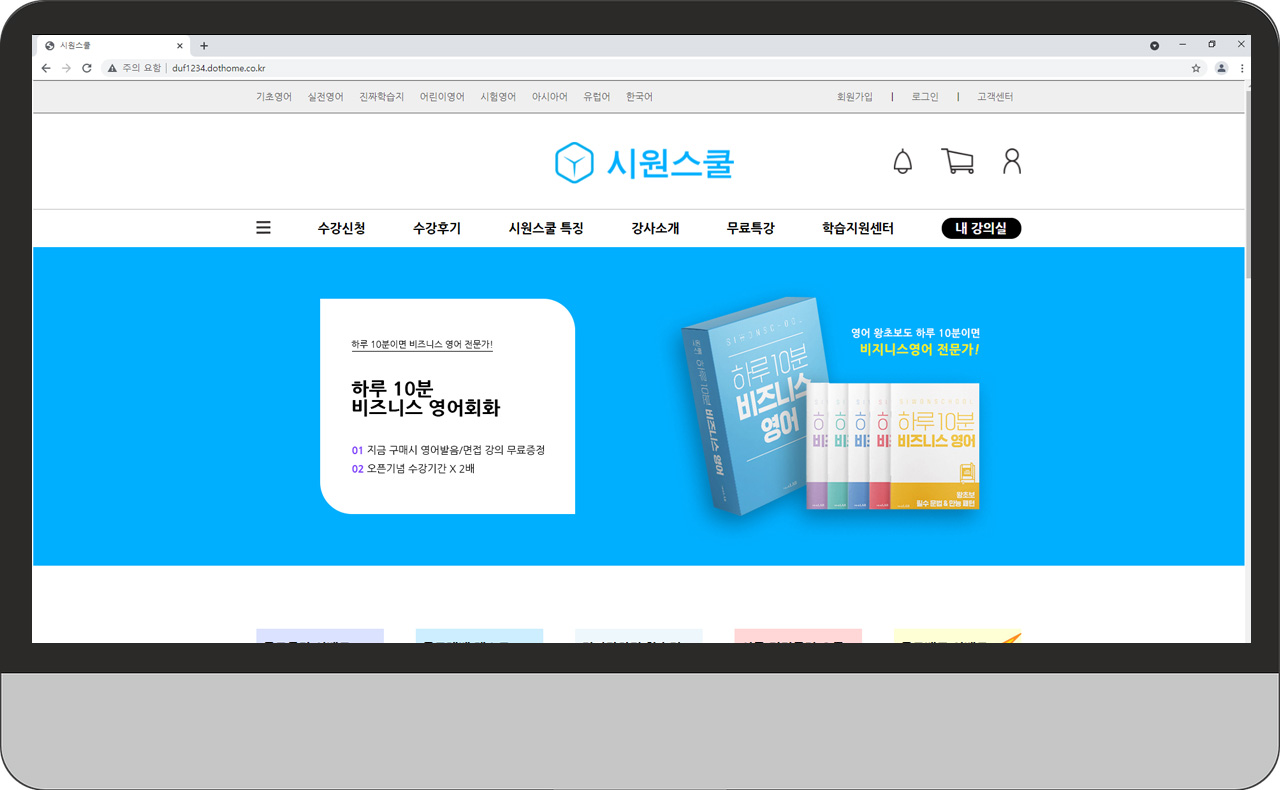 시원스쿨
주의 요함 | duf1234.dothome.co.kr
기초영어 실전영어 진짜학습지 어린이영어 시험영어 아시아어 유럽어 한국어 회원가입 | 로그인 | 고객센터
시원스쿨
수강신청 수강후기 시원스쿨 특징 강사소개 무료특강 학습지원센터 내 강의실
하루 10분이면 비즈니스 영어 전문가!
하루 10분
비즈니스 영어회화
01 지금 구매시 영어발음/면접 강의 무료증정
02 오픈기념 수강기간 X 2배
영어 왕초보도 하루 10분이면
비지니스영어 전문가!
SIWONSCHOOL
하루 10분
비즈니스
영어
하루 10분 비즈니스 영어
SIWONSCHOOL
하루 10분
비즈니스 영어
왕초보
필수 문법 & 만능 패턴